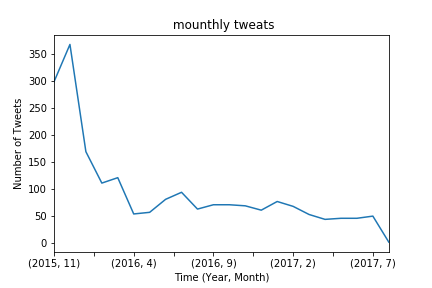 mounthly tweats
350
300
250
200
150
100
50
0
Number of Tweets
(2015, 11) (2016, 4) (2016, 9) (2017, 2) (2017, 7)
Time (Year, Month)